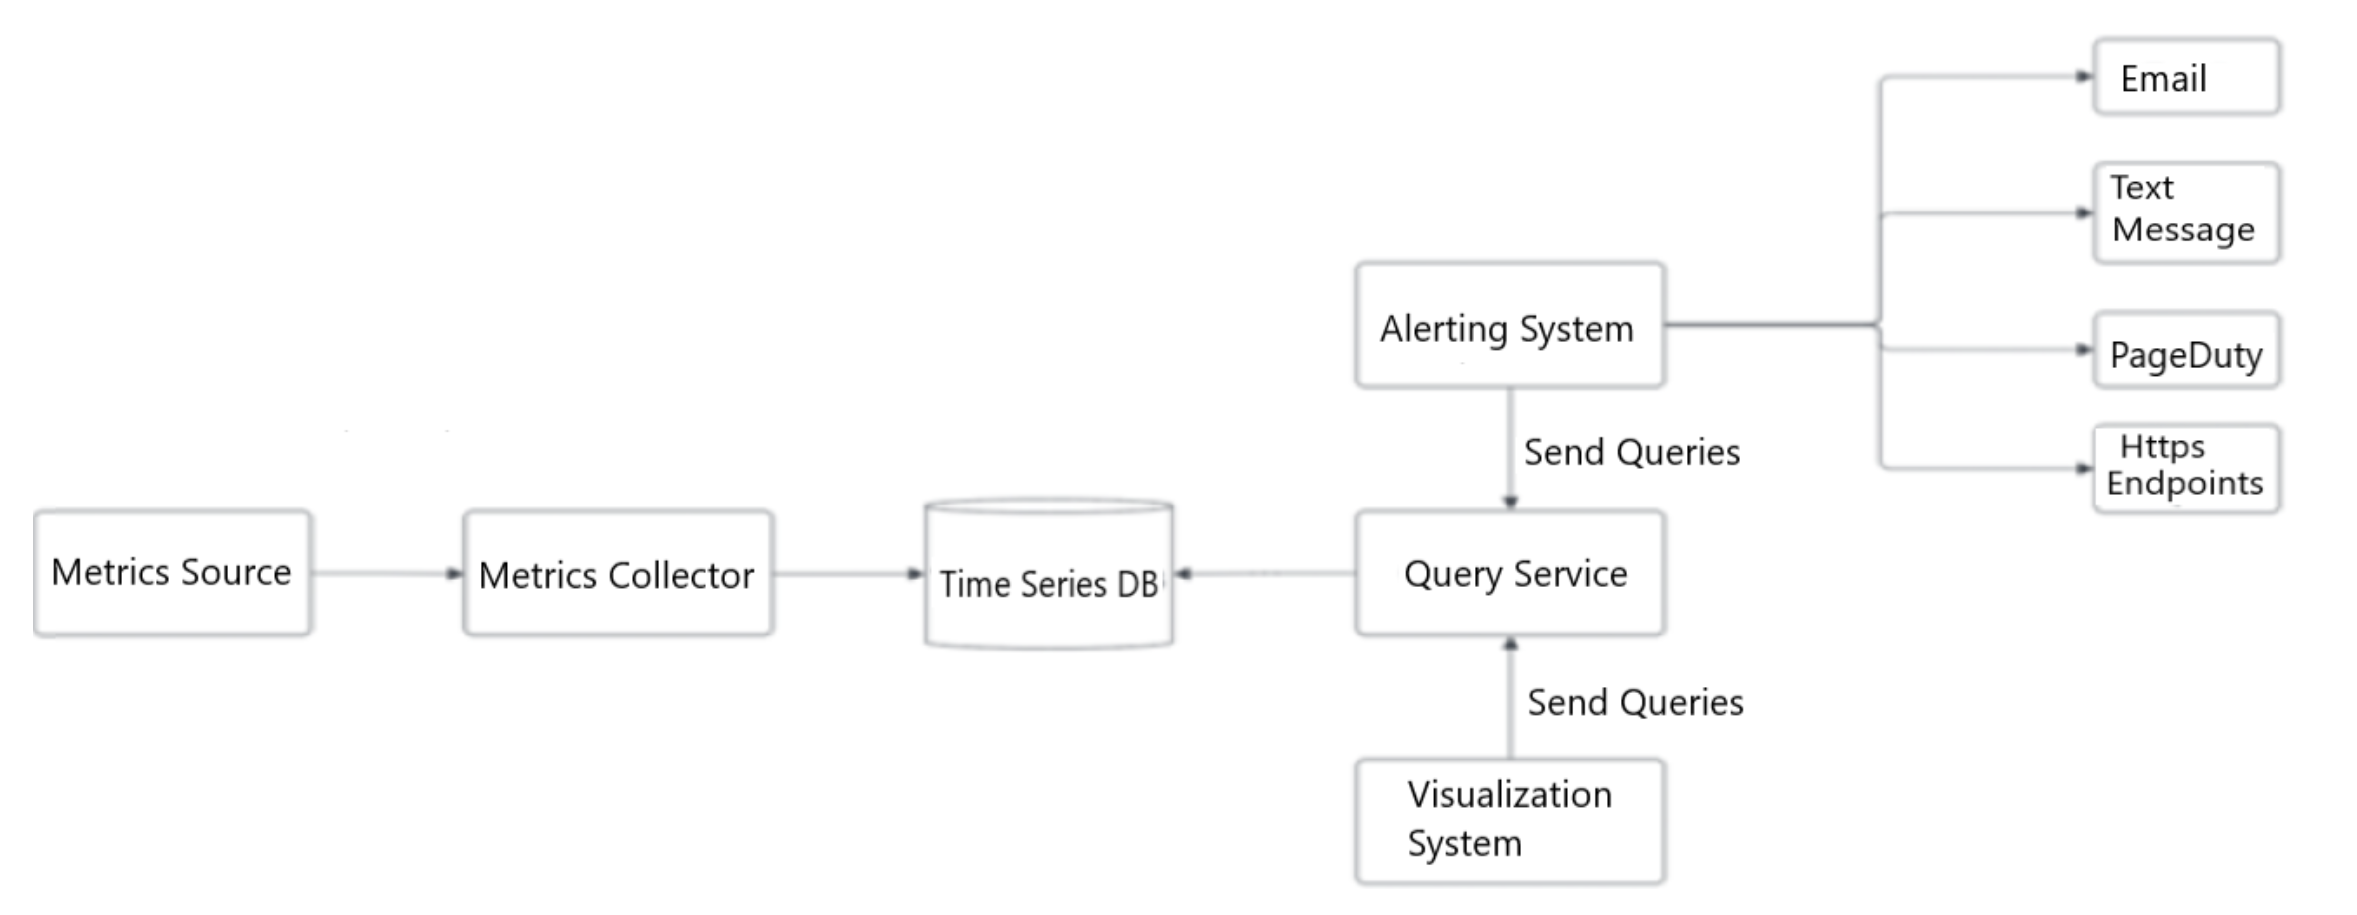 Email
Text
Message
Alerting System
PageDuty
Send Queries
Https
Endpoints
Metrics Source
Metrics Collector
Time Series DB
Query Service
Send Queries
Visualization
System